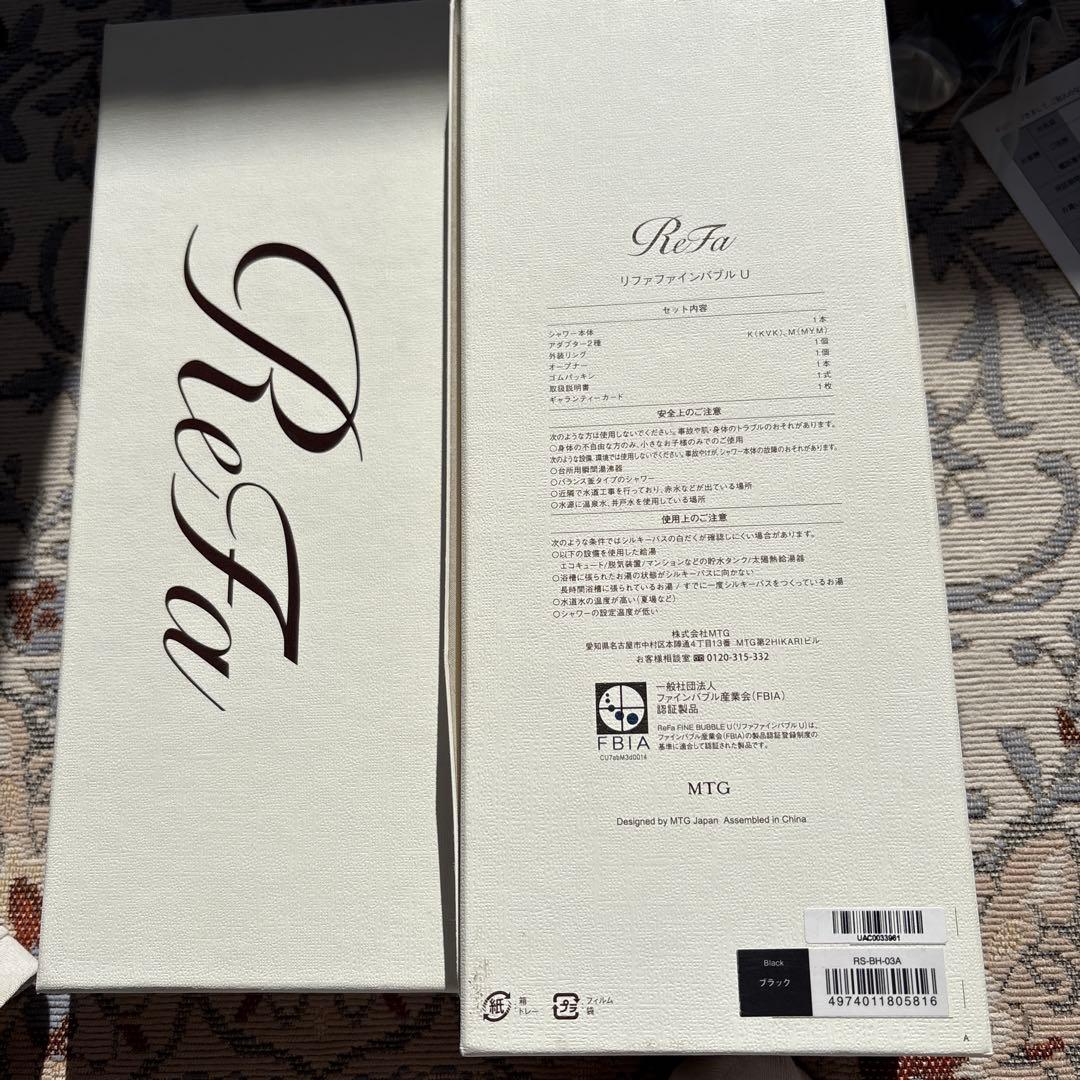 ReFa
ReFa
リファファインバブル U
セット内容
シャワー本体 1本
アダプター2種 K(KVK)、M(MYM)
外装リング 1個
オープナー 1個
ゴムパッキン 1本
取扱説明書 1式
ギャランティーカード 1枚
安全上のご注意
次のような方は使用しないでください。事故や肌・身体のトラブルのおそれがあります。
○身体の不自由な方のみ、小さなお子様のみでのご使用
次のような設備、環境では使用しないでください。事故やけが、シャワー本体の故障のおそれがあります。
○台所用瞬間湯沸器
○バランス釜タイプのシャワー
○近隣で水道工事を行っており、赤水などが出ている場所
○水源に温泉水、井戸水を使用している場所
使用上のご注意
次のような条件ではシルキーバスの白だくが確認しにくい場合があります。
○以下の設備を使用した給湯
エコキュート/脱気装置/マンションなどの貯水タンク/太陽熱給湯器
○浴槽に張られたお湯の状態がシルキーバスに向かない
長時間浴槽に張られているお湯 / すでに一度シルキーバスをつくっているお湯
○水道水の温度が高い(夏場など)
○シャワーの設定温度が低い
株式会社MTG
愛知県名古屋市中村区本陣通4丁目13番 MTG第2HIKARIビル
お客様相談室 0120-315-332
FBIA
CU7abM3d0014
一般社団法人
ファインバブル産業会(FBIA)
認証製品
ReFa FINE BUBBLE U(リファファインバブル U)は、
ファインバブル産業会(FBIA)の製品認証登録制度の
基準に適合して認証された製品です。
MTG
Designed by MTG Japan Assembled in China
UAC0033961
Black
ブラック
RS-BH-03A
4974011805816
紙
箱
トレー
プラ
フィルム
袋
A